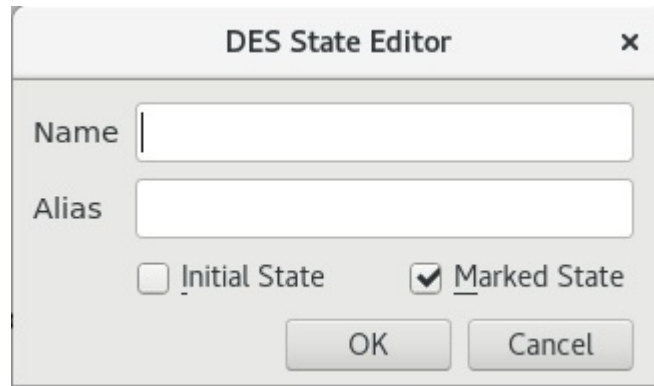 DES State Editor ×
Name
Alias
Initial State Marked State
OK Cancel